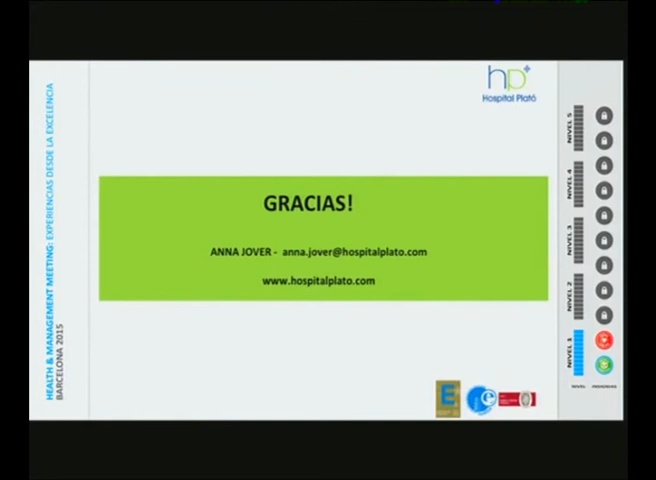 HEALTH & MANAGEMENT MEETING: EXPERIENCIAS DESDE LA EXCELENCIA
BARCELONA 2015
hp
Hospital Plató
GRACIAS!
ANNA JOVER - anna.jover@hospitalplato.com
www.hospitalplato.com
E
e
NIVEL 5
NIVEL 4
NIVEL 3
NIVEL 2
NIVEL 1
NIVEL